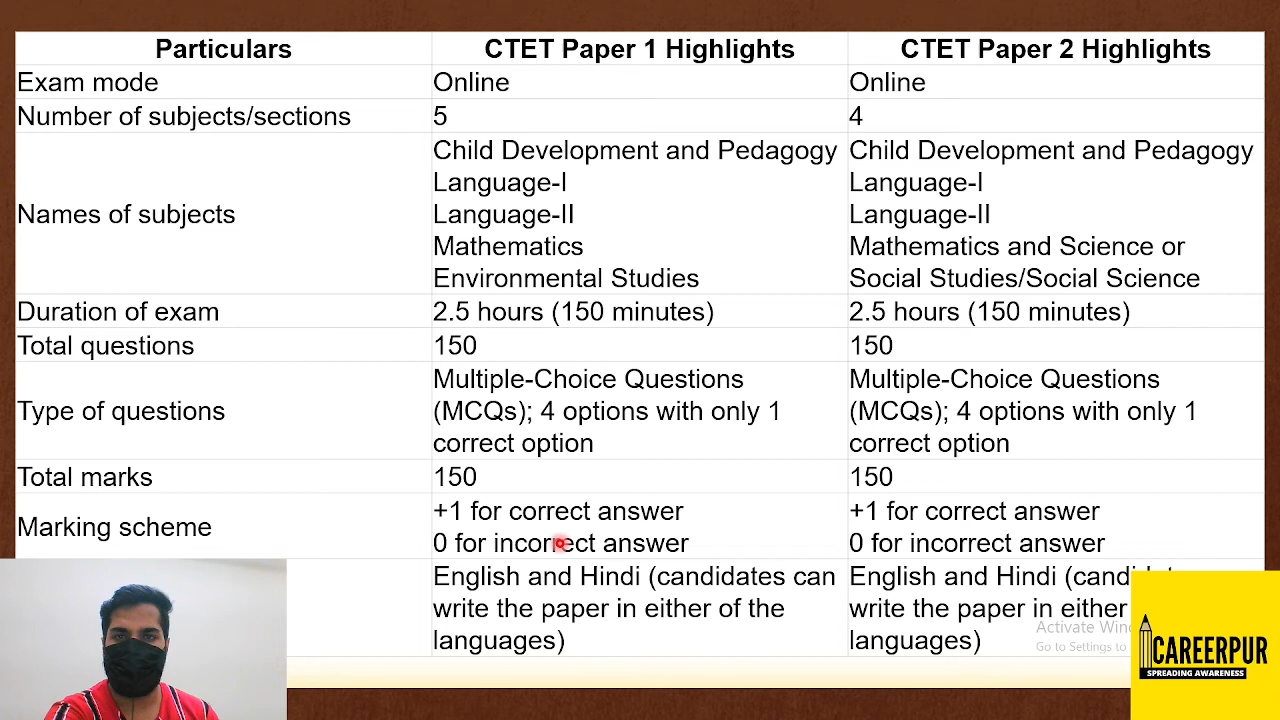 Particulars CTET Paper 1 Highlights CTET Paper 2 Highlights
Exam mode Online Online
Number of subjects/sections 5 4
Names of subjects
Child Development and Pedagogy
Language-I
Language-II
Mathematics
Environmental Studies
Child Development and Pedagogy
Language-I
Language-II
Mathematics and Science or
Social Studies/Social Science
Duration of exam 2.5 hours (150 minutes) 2.5 hours (150 minutes)
Total questions 150 150
Type of questions
Multiple-Choice Questions
(MCQs); 4 options with only 1
correct option
Multiple-Choice Questions
(MCQs); 4 options with only 1
correct option
Total marks 150 150
Marking scheme
+1 for correct answer
0 for incorrect answer
+1 for correct answer
0 for incorrect answer
English and Hindi (candidates can
write the paper in either of the
languages)
English and Hindi
write the paper in either
languages)
Activate
Go to Settings to
CAREERPUR
SPREADING AWARENESS